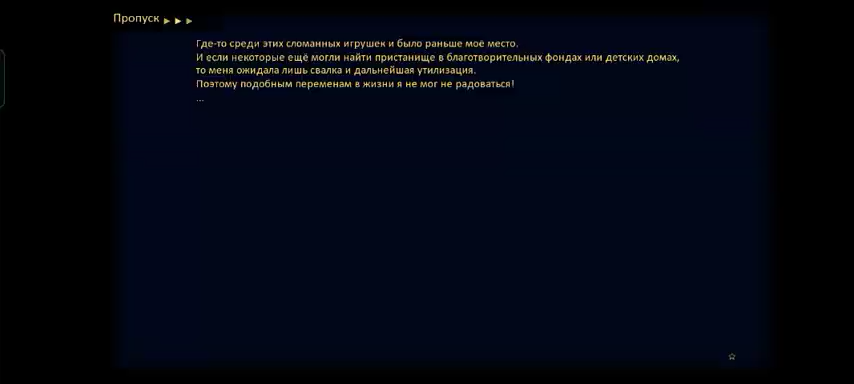 Пропуск
Где-то среди этих сломанных игрушек и было раньше моё место.
И если некоторые ещё могли найти пристанище в благотворительных фондах или детских домах,
то меня ожидала лишь свалка и дальнейшая утилизация.
Поэтому подобным переменам в жизни я не мог не радоваться!
...